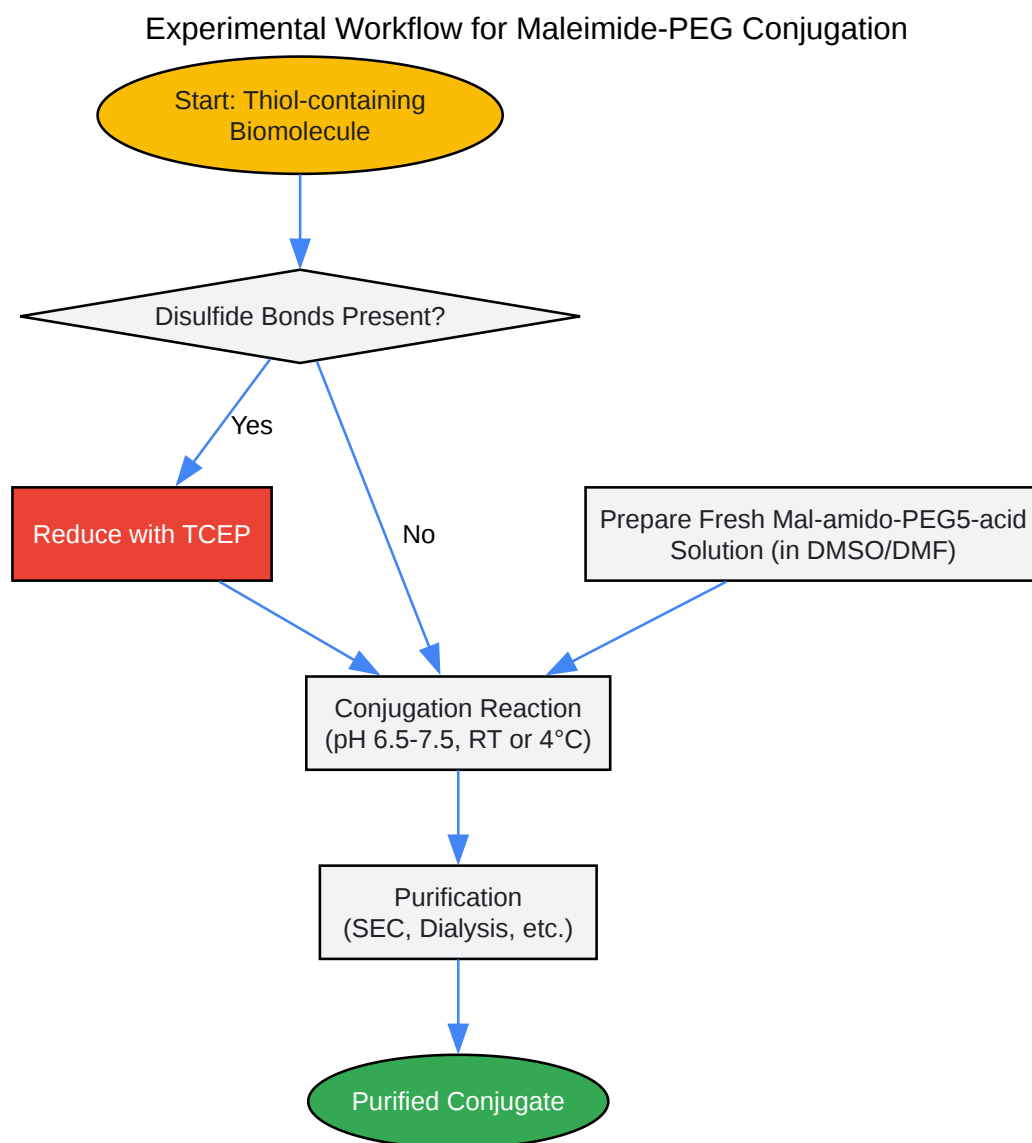 Experimental Workflow for Maleimide-PEG Conjugation
Start: Thiol-containing
Biomolecule
Disulfide Bonds Present?
Yes
Reduce with TCEP
No
Prepare Fresh Mal-amido-PEG5-acid
Solution (in DMSO/DMF)
Conjugation Reaction
(pH 6.5-7.5, RT or 4°C)
Purification
(SEC, Dialysis, etc.)
Purified Conjugate